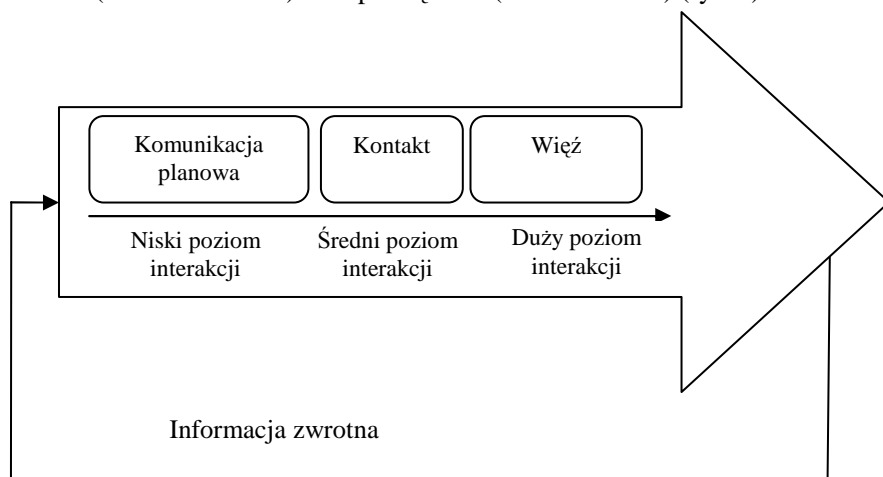 Komunikacja
planowa
Kontakt
Więź
Niski poziom
interakcji
Średni poziom
interakcji
Duży poziom
interakcji
Informacja zwrotna